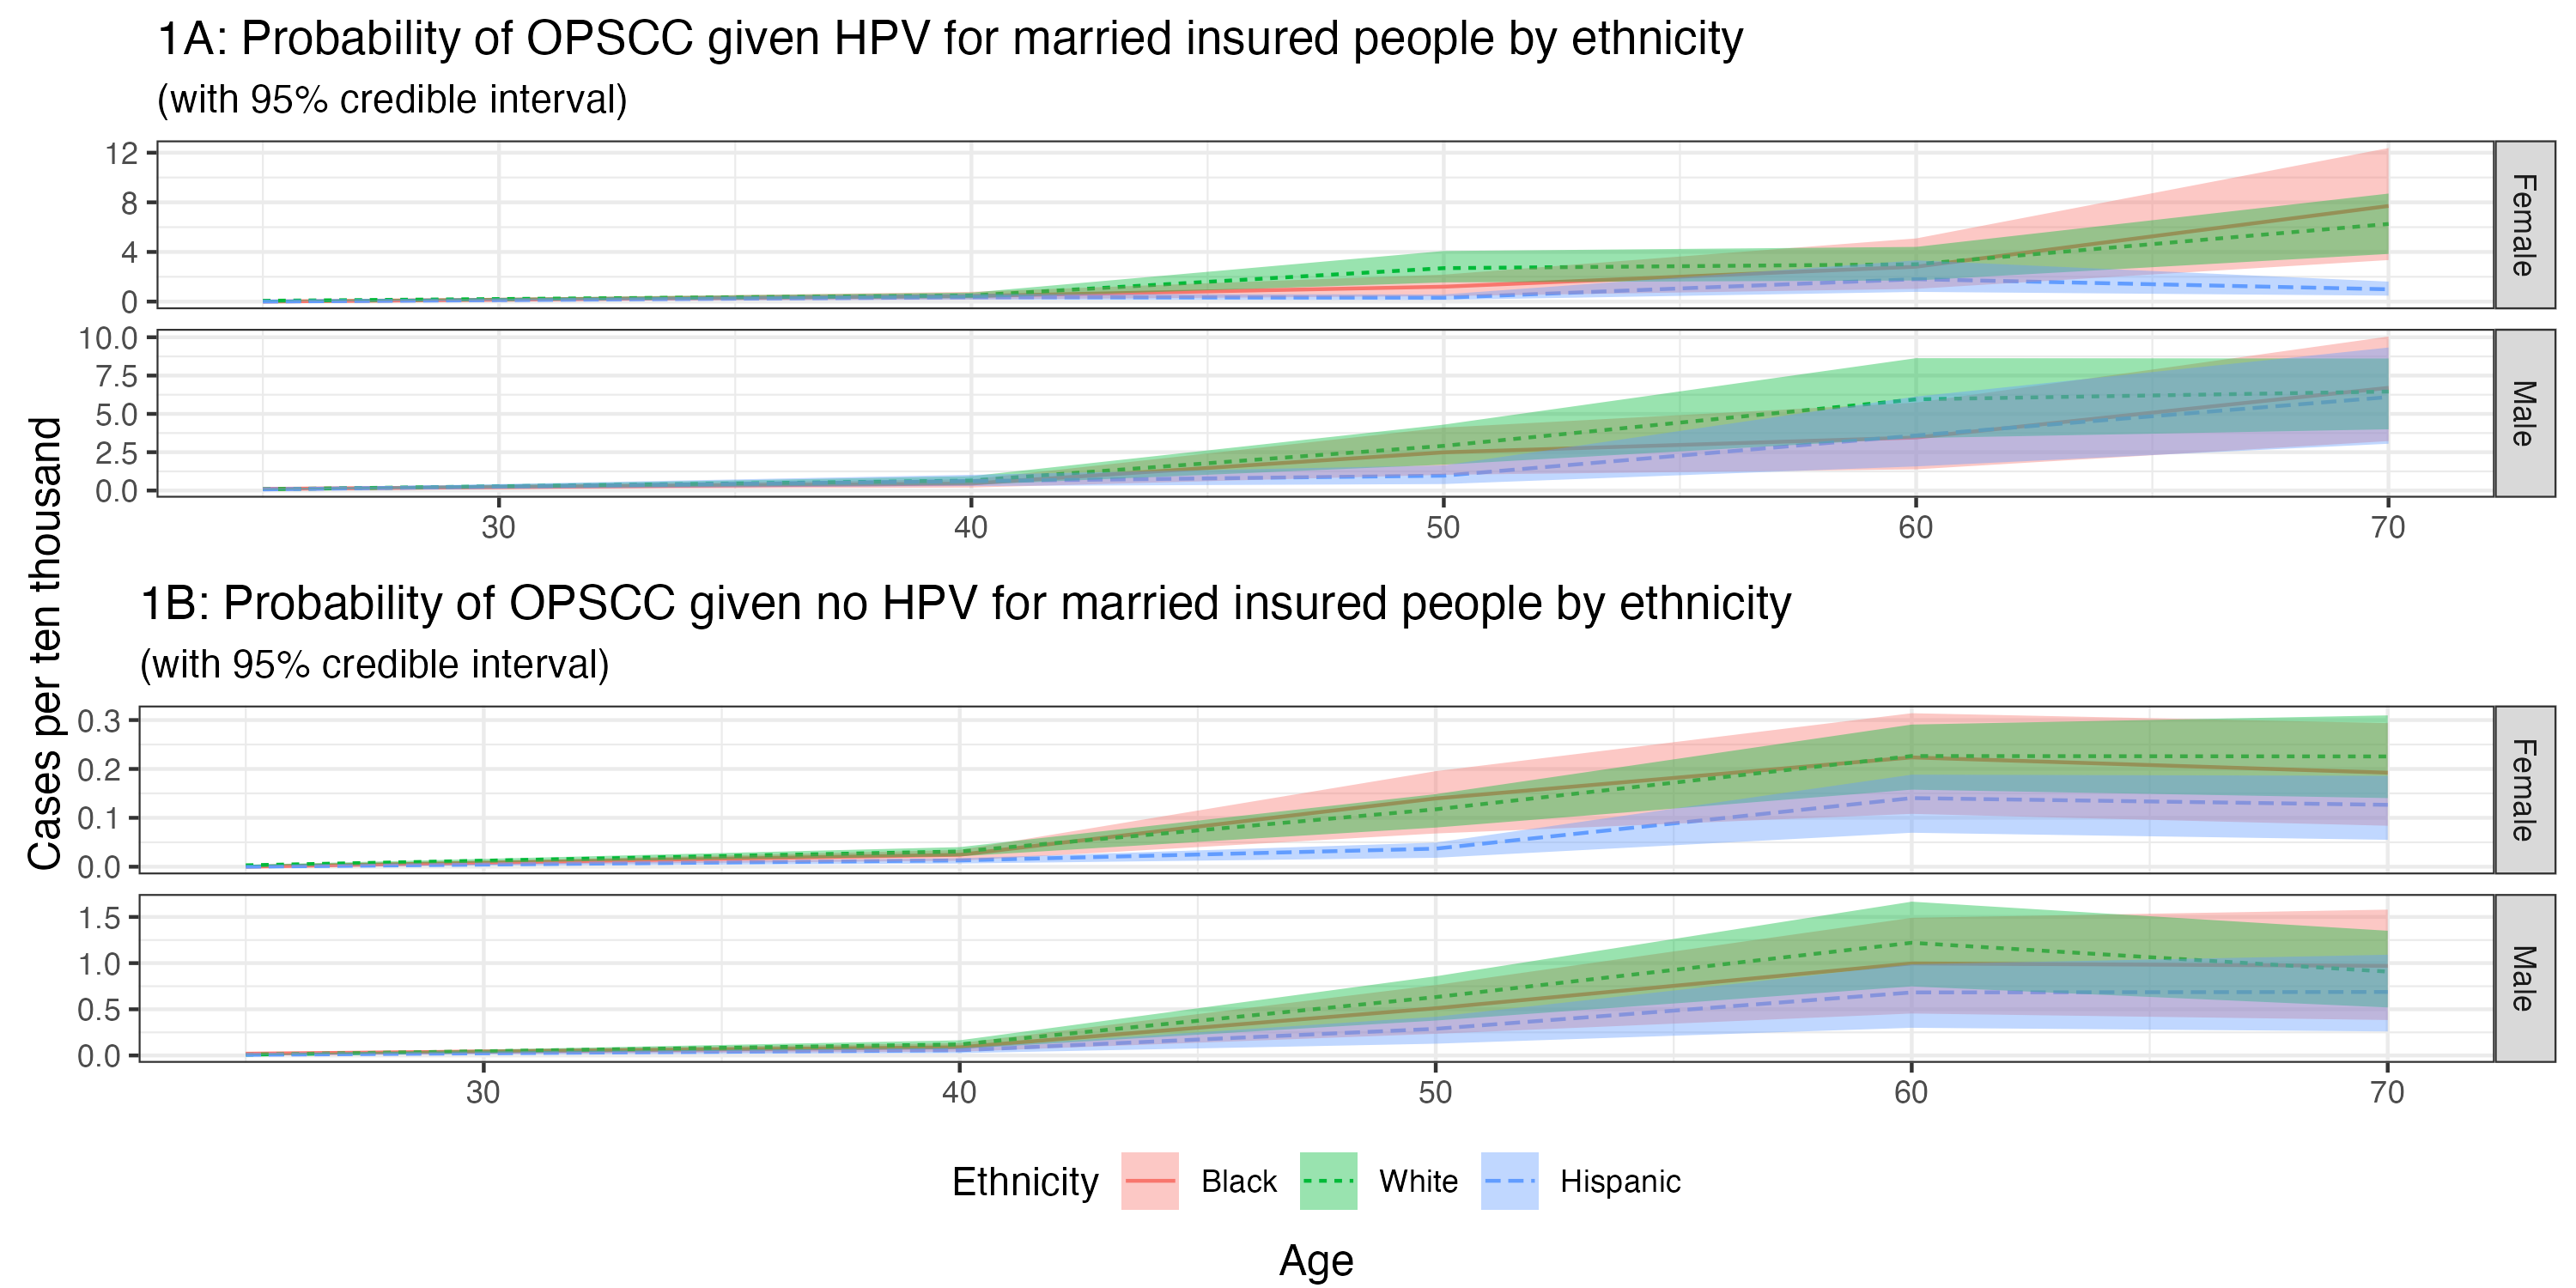 1A: Probability of OPSCC given HPV for married insured people by ethnicity
(with 95% credible interval)
12
8
4
0
Female
10.0
7.5
5.0
2.5
0.0
Male
30 40 50 60 70
Cases per ten thousand
1B: Probability of OPSCC given no HPV for married insured people by ethnicity
(with 95% credible interval)
0.3
0.2
0.1
0.0
Female
1.5
1.0
0.5
0.0
Male
30 40 50 60 70
Ethnicity Black White Hispanic
Age